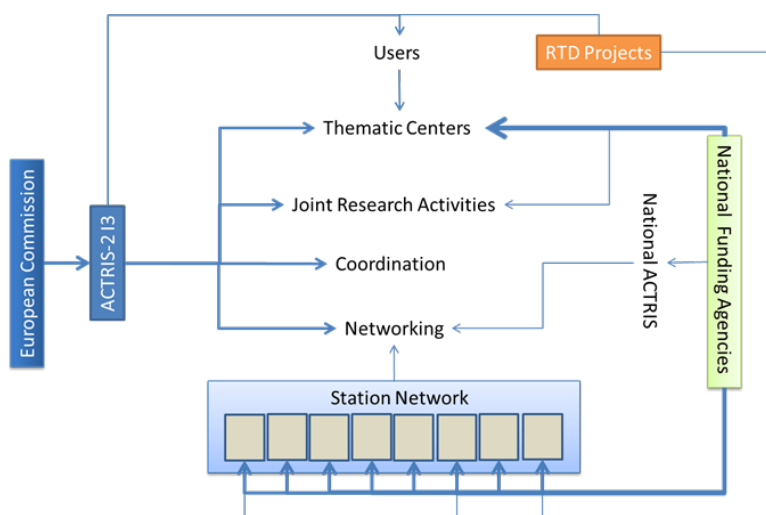 Users
RTD Projects
Thematic Centers
European Commission
ACTRIS-2 I3
Joint Research Activities
National ACTRIS
National Funding Agencies
Coordination
Networking
Station Network